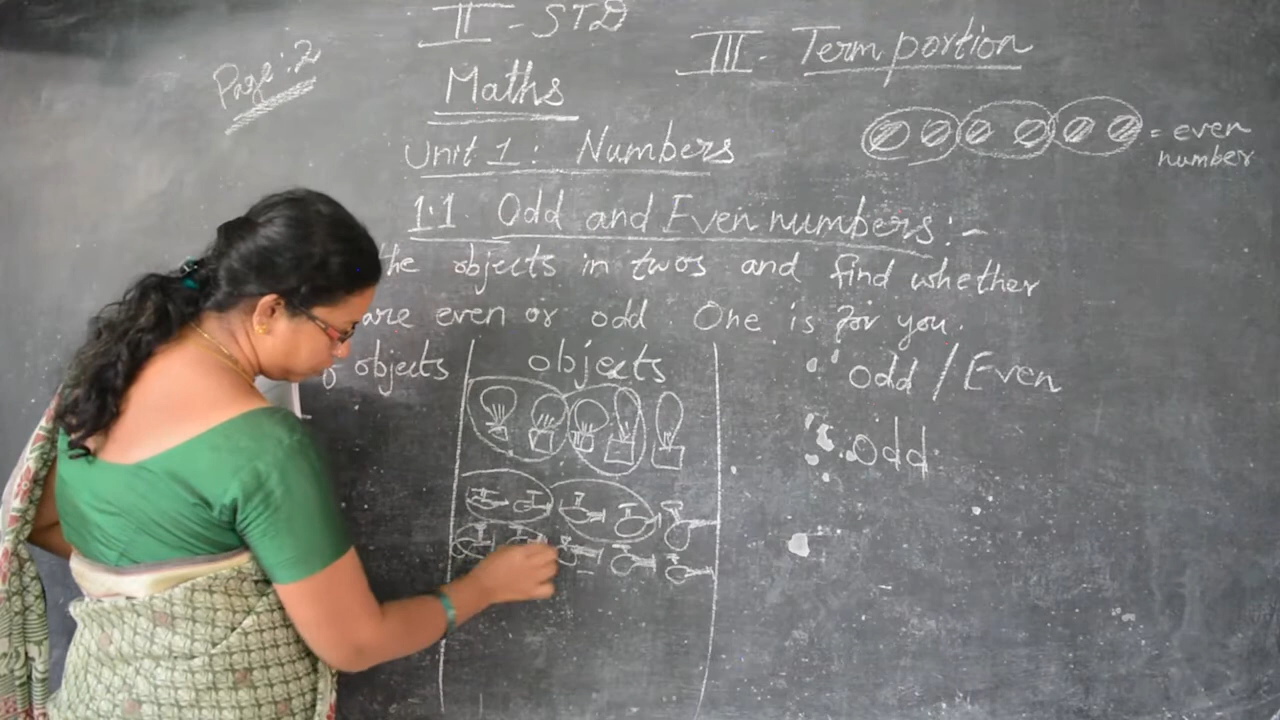 II - STD
Page: 2
III - Term portion
Maths
= even
number
Unit 1: Numbers
1.1 Odd and Even numbers:-
the objects in twos and find whether
are even or odd. One is for you.
objects
objects
odd / Even
odd